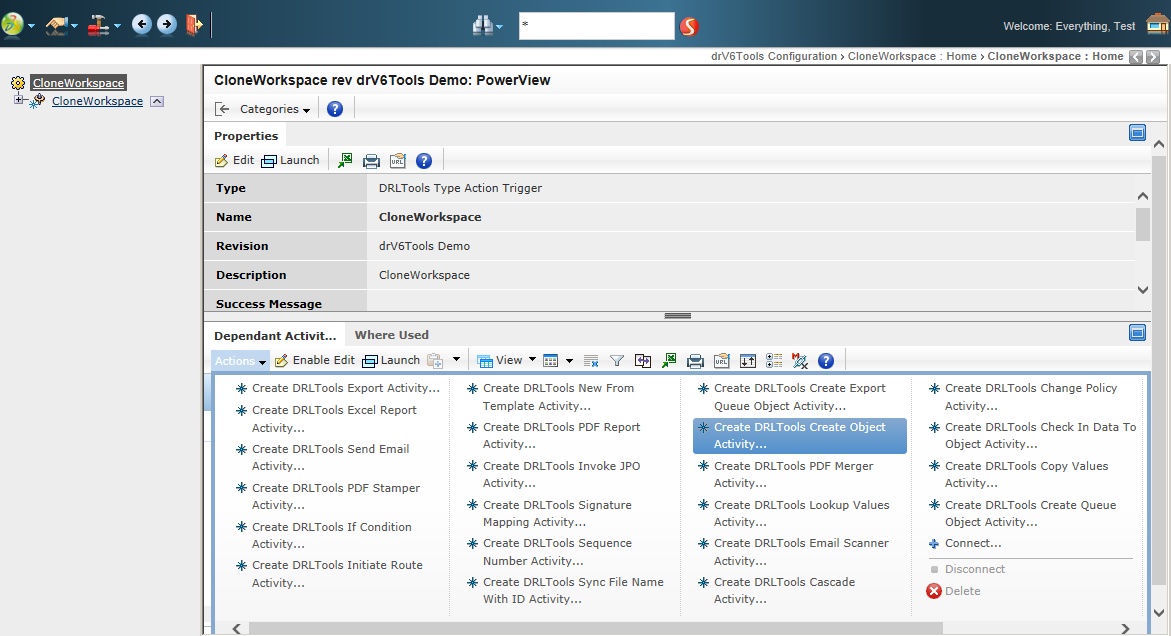 *
Welcome: Everything, Test
drV6Tools Configuration › CloneWorkspace : Home › CloneWorkspace : Home
CloneWorkspace
CloneWorkspace
CloneWorkspace rev drV6Tools Demo: PowerView
Categories
Properties
Edit Launch
Type DRLTools Type Action Trigger
Name CloneWorkspace
Revision drV6Tools Demo
Description CloneWorkspace
Success Message
Dependant Activit... Where Used
Actions Enable Edit Launch View
Create DRLTools Export Activity...
Create DRLTools Excel Report
Activity...
Create DRLTools Send Email
Activity...
Create DRLTools PDF Stamper
Activity...
Create DRLTools If Condition
Activity...
Create DRLTools Initiate Route
Activity...
Create DRLTools New From
Template Activity...
Create DRLTools PDF Report
Activity...
Create DRLTools Invoke JPO
Activity...
Create DRLTools Signature
Mapping Activity...
Create DRLTools Sequence
Number Activity...
Create DRLTools Sync File Name
With ID Activity...
Create DRLTools Create Export
Queue Object Activity...
Create DRLTools Create Object
Activity...
Create DRLTools PDF Merger
Activity...
Create DRLTools Lookup Values
Activity...
Create DRLTools Email Scanner
Activity...
Create DRLTools Cascade
Activity...
Create DRLTools Change Policy
Activity...
Create DRLTools Check In Data To
Object Activity...
Create DRLTools Copy Values
Activity...
Create DRLTools Create Queue
Object Activity...
Connect...
Disconnect
Delete